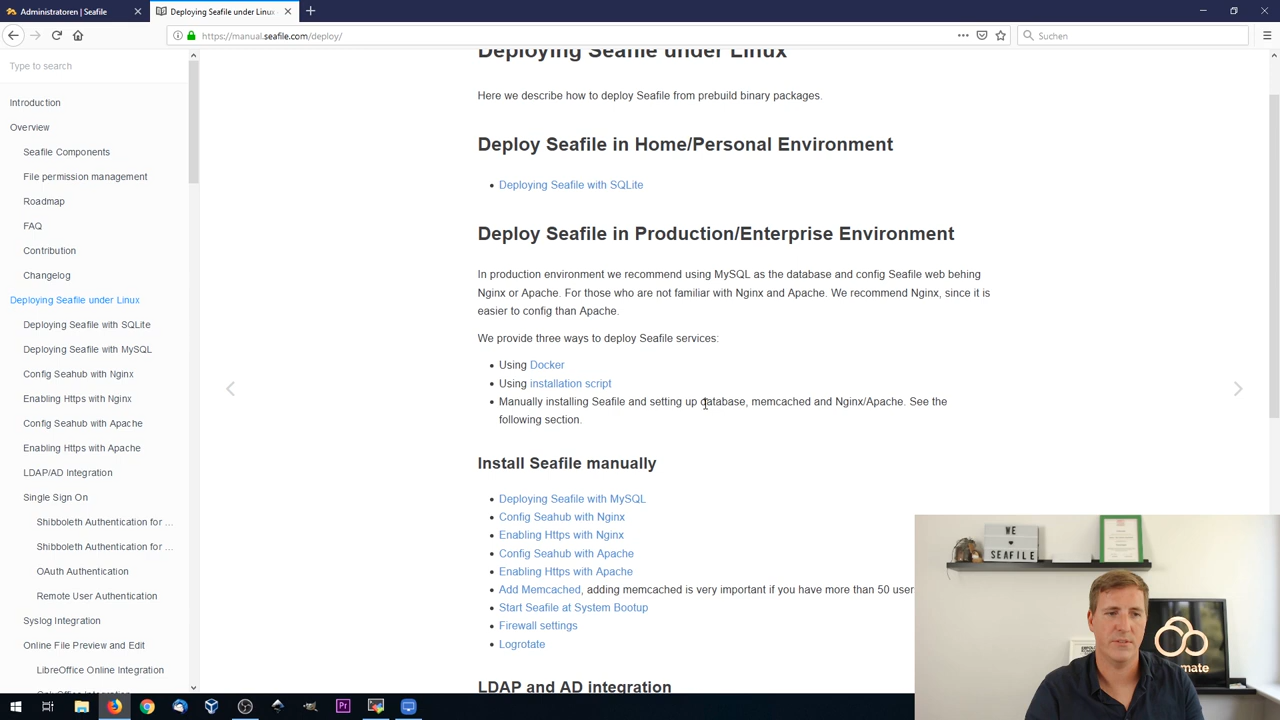 Administratoren | Seafile
Deploying Seafile under Linux
https://manual.seafile.com/deploy/
Suchen
Type to search
Introduction
Overview
Seafile Components
File permission management
Roadmap
FAQ
Contribution
Changelog
Deploying Seafile under Linux
Deploying Seafile with SQLite
Deploying Seafile with MySQL
Config Seahub with Nginx
Enabling Https with Nginx
Config Seahub with Apache
Enabling Https with Apache
LDAP/AD Integration
Single Sign On
Shibboleth Authentication for ...
Shibboleth Authentication for ...
OAuth Authentication
Remote User Authentication
Syslog Integration
Online File Preview and Edit
LibreOffice Online Integration
Deploying Seafile under Linux
Here we describe how to deploy Seafile from prebuild binary packages.
Deploy Seafile in Home/Personal Environment
• Deploying Seafile with SQLite
Deploy Seafile in Production/Enterprise Environment
In production environment we recommend using MySQL as the database and config Seafile web behing
Nginx or Apache. For those who are not familiar with Nginx and Apache. We recommend Nginx, since it is
easier to config than Apache.
We provide three ways to deploy Seafile services:
• Using Docker
• Using installation script
• Manually installing Seafile and setting up database, memcached and Nginx/Apache. See the
following section.
Install Seafile manually
• Deploying Seafile with MySQL
• Config Seahub with Nginx
• Enabling Https with Nginx
• Config Seahub with Apache
• Enabling Https with Apache
• Add Memcached, adding memcached is very important if you have more than 50 user
• Start Seafile at System Bootup
• Firewall settings
• Logrotate
LDAP and AD integration
WE
SEAFILE
mate
Pr